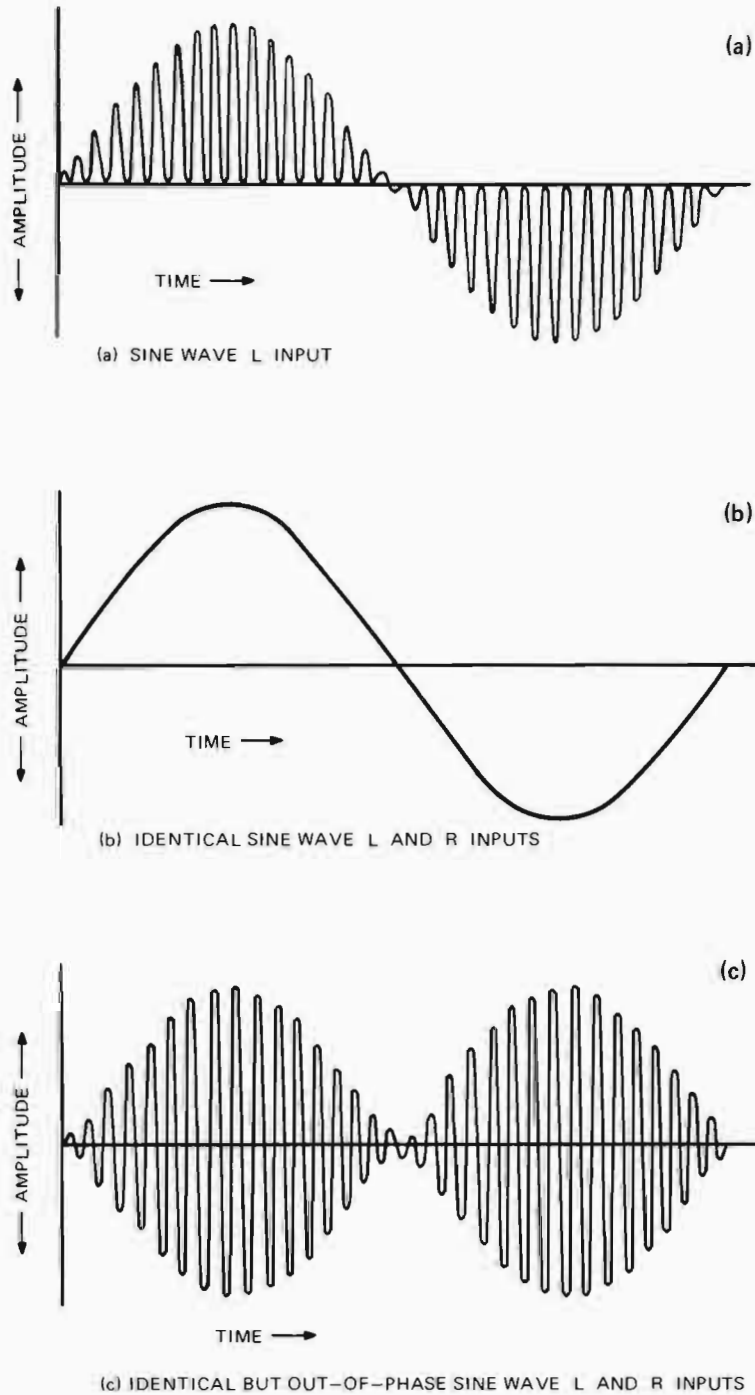 (a)
← AMPLITUDE →
TIME →
(a) SINE WAVE L INPUT
(b)
← AMPLITUDE →
TIME →
(b) IDENTICAL SINE WAVE L AND R INPUTS
(c)
← AMPLITUDE →
TIME →
(c) IDENTICAL BUT OUT-OF-PHASE SINE WAVE L AND R INPUTS